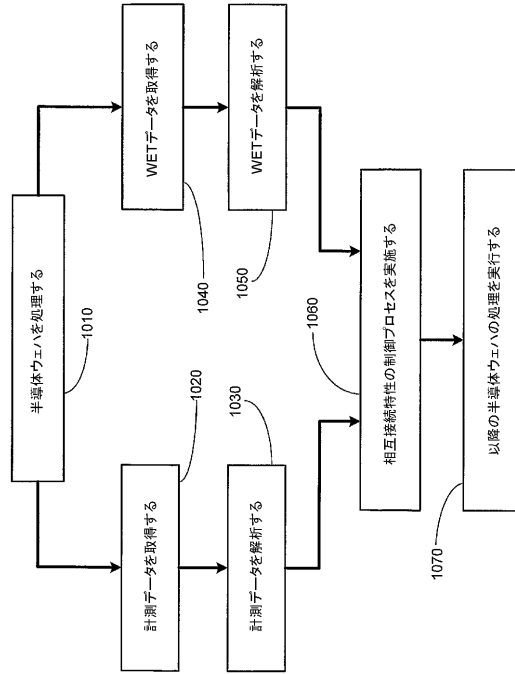 半導体ウェハを処理する
1010
計測データを取得する
1020
計測データを解析する
1030
WETデータを取得する
1040
WETデータを解析する
1050
相互接続特性の制御プロセスを実施する
1060
以降の半導体ウェハの処理を実行する
1070